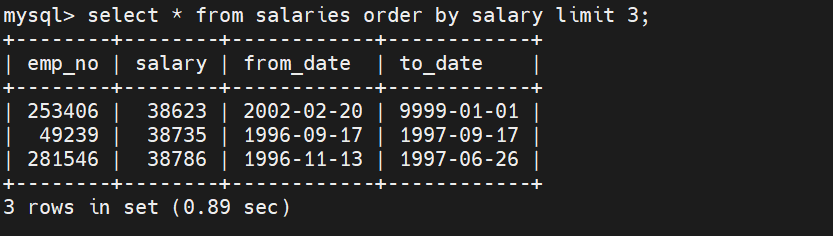 mysql> select * from salaries order by salary limit 3;
+--------+--------+------------+------------+
| emp_no | salary | from_date  | to_date    |
+--------+--------+------------+------------+
| 253406 |  38623 | 2002-02-20 | 9999-01-01 |
|  49239 |  38735 | 1996-09-17 | 1997-09-17 |
| 281546 |  38786 | 1996-11-13 | 1997-06-26 |
+--------+--------+------------+------------+
3 rows in set (0.89 sec)